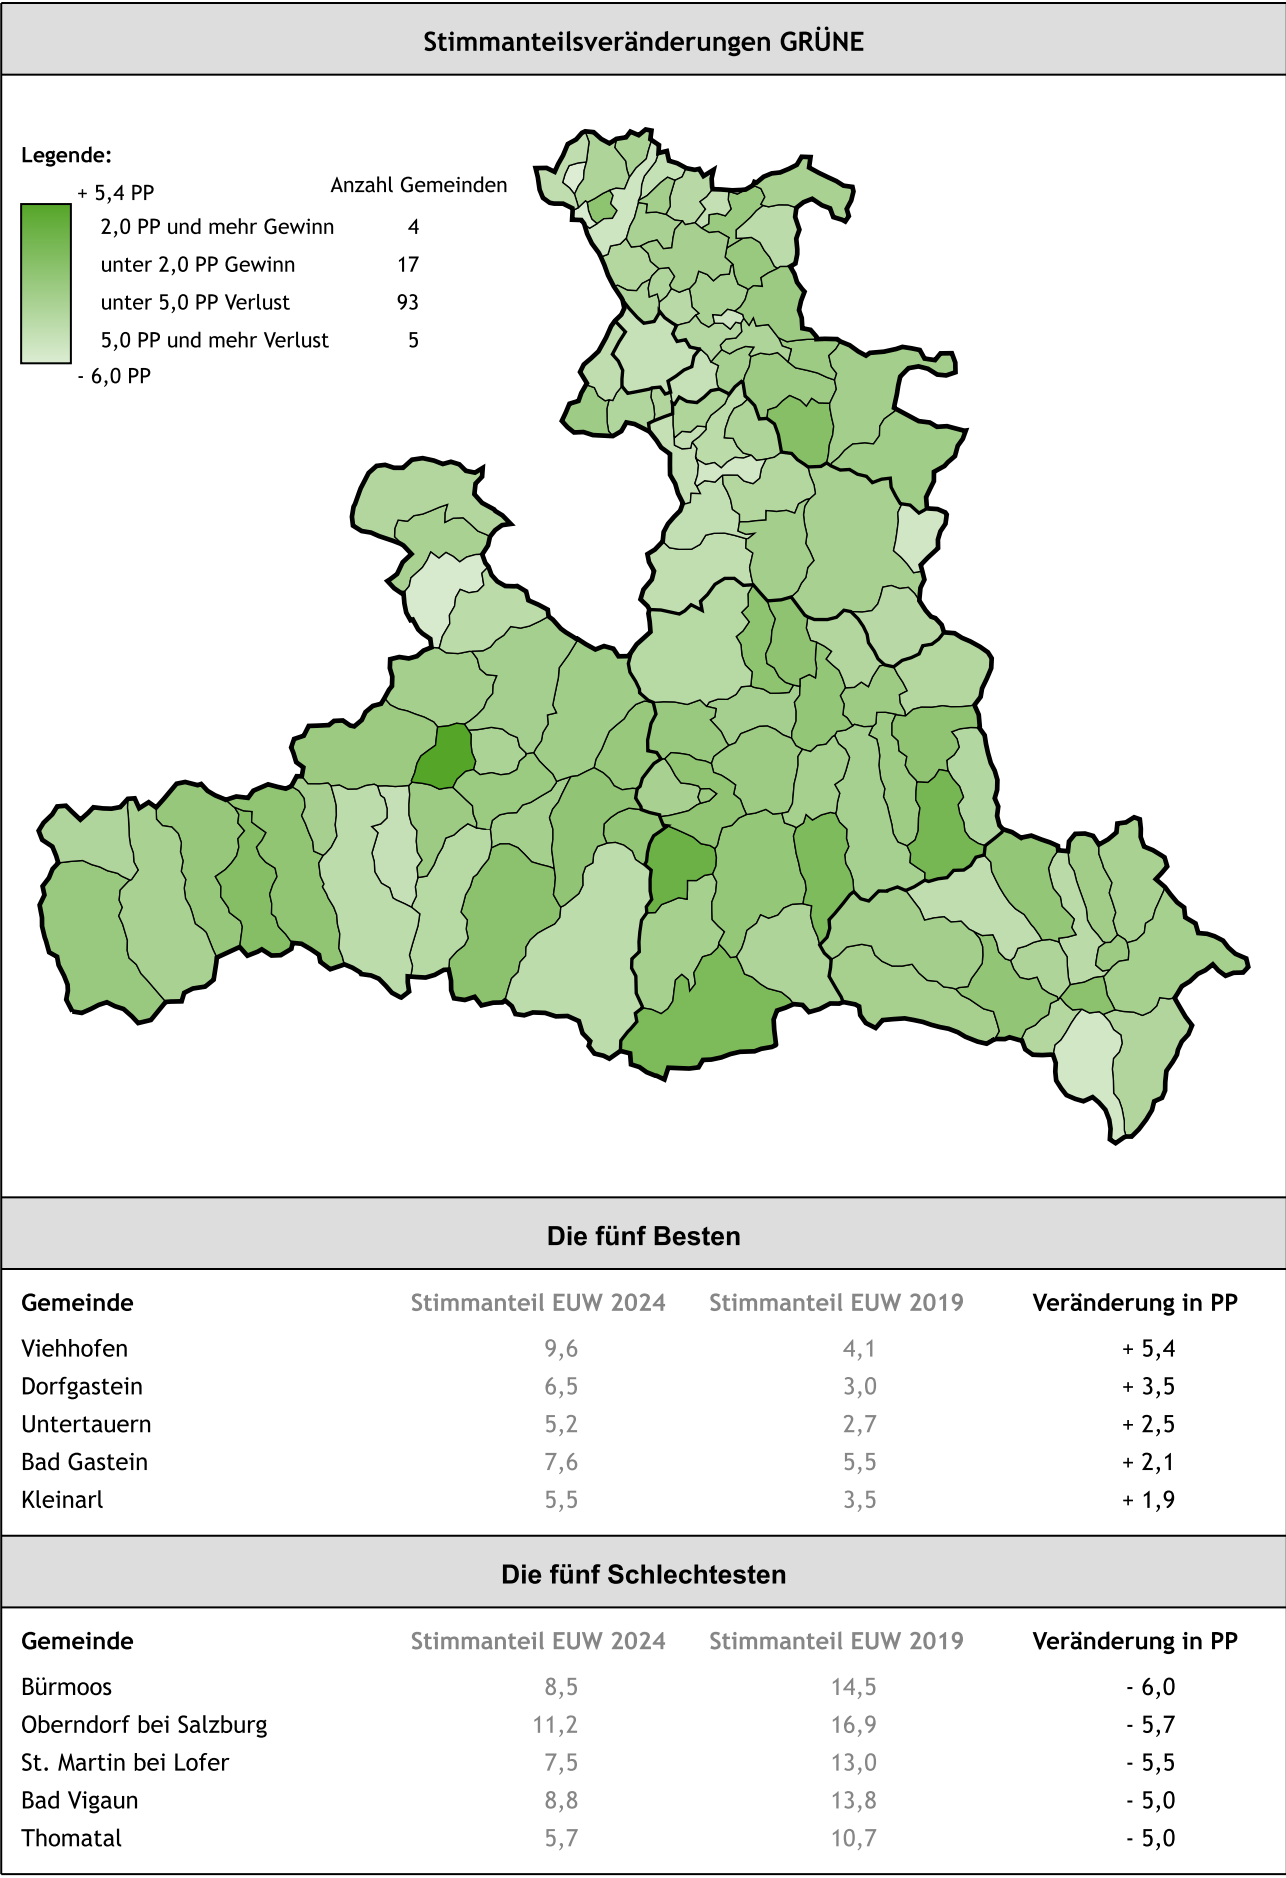 Stimmanteilsveränderungen GRÜNE
Legende:
+ 5,4 PP
Anzahl Gemeinden
2,0 PP und mehr Gewinn 4
unter 2,0 PP Gewinn 17
unter 5,0 PP Verlust 93
5,0 PP und mehr Verlust 5
- 6,0 PP
Die fünf Besten
Gemeinde Stimmanteil EUW 2024 Stimmanteil EUW 2019 Veränderung in PP
Viehhofen 9,6 4,1 + 5,4
Dorfgastein 6,5 3,0 + 3,5
Untertauern 5,2 2,7 + 2,5
Bad Gastein 7,6 5,5 + 2,1
Kleinarl 5,5 3,5 + 1,9
Die fünf Schlechtesten
Gemeinde Stimmanteil EUW 2024 Stimmanteil EUW 2019 Veränderung in PP
Bürmoos 8,5 14,5 - 6,0
Oberndorf bei Salzburg 11,2 16,9 - 5,7
St. Martin bei Lofer 7,5 13,0 - 5,5
Bad Vigaun 8,8 13,8 - 5,0
Thomatal 5,7 10,7 - 5,0